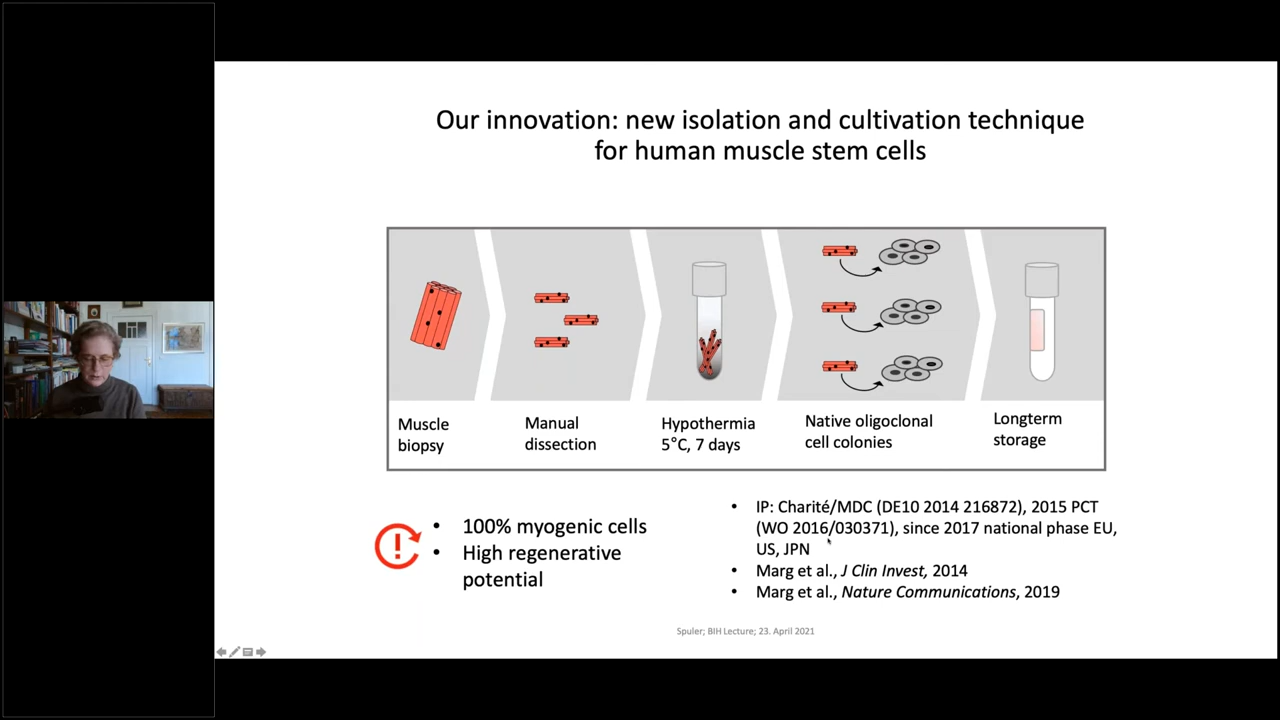 Our innovation: new isolation and cultivation technique
for human muscle stem cells
Muscle
biopsy
Manual
dissection
Hypothermia
5°C, 7 days
Native oligoclonal
cell colonies
Longterm
storage
• 100% myogenic cells
• High regenerative
potential
• IP: Charité/MDC (DE10 2014 216872), 2015 PCT
(WO 2016/030371), since 2017 national phase EU,
US, JPN
• Marg et al., J Clin Invest, 2014
• Marg et al., Nature Communications, 2019
Spuler; BIH Lecture; 23. April 2021